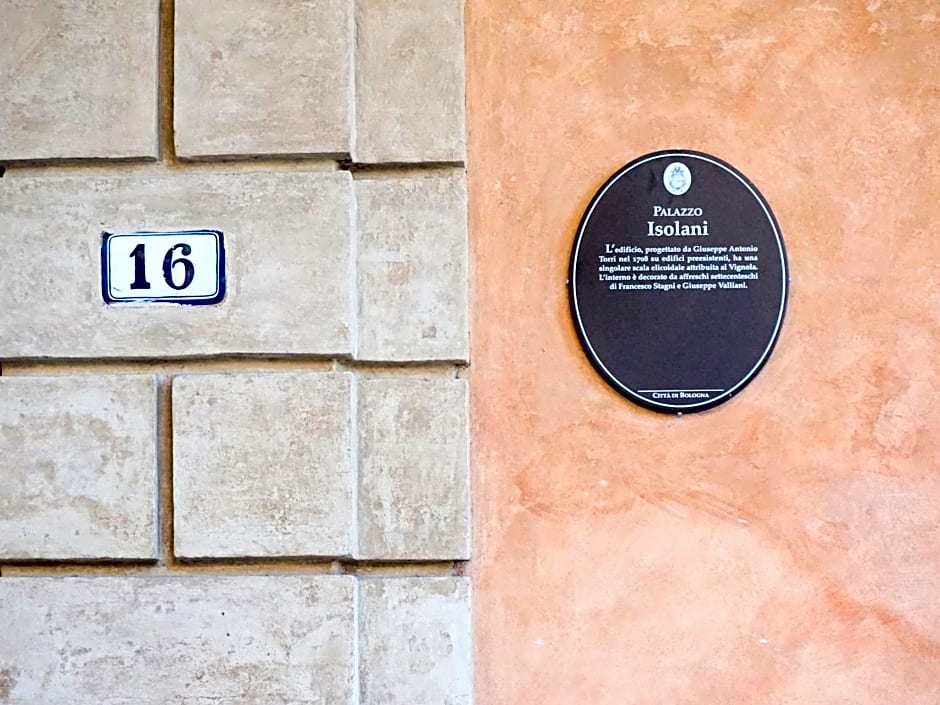 16
PALAZZO
Isolani
L'edificio, progettato da Giuseppe Antonio
Torri nel 1708 su edifici preesistenti, ha una
singolare scala elicoidale attribuita al Vignola.
L'interno è decorato da affreschi settecenteschi
di Francesco Stagni e Giuseppe Valliani.
CITTÀ DI BOLOGNA